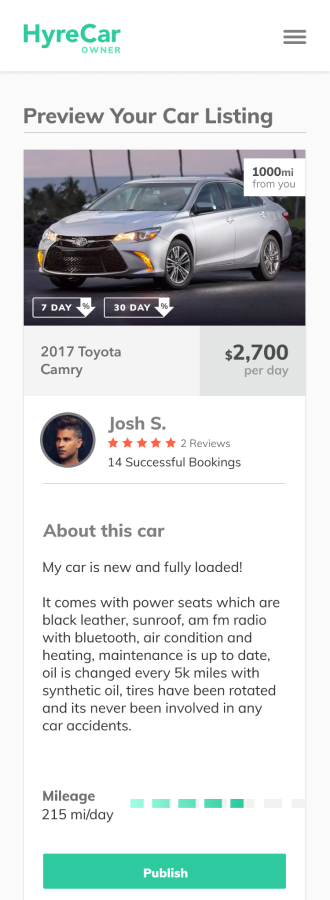 HyreCar
OWNER
Preview Your Car Listing
1000mi
from you
7 DAY %
30 DAY %
2017 Toyota
Camry
$2,700
per day
Josh S.
2 Reviews
14 Successful Bookings
About this car
My car is new and fully loaded!
It comes with power seats which are
black leather, sunroof, am fm radio
with bluetooth, air condition and
heating, maintenance is up to date,
oil is changed every 5k miles with
synthetic oil, tires have been rotated
and its never been involved in any
car accidents.
Mileage
215 mi/day
Publish